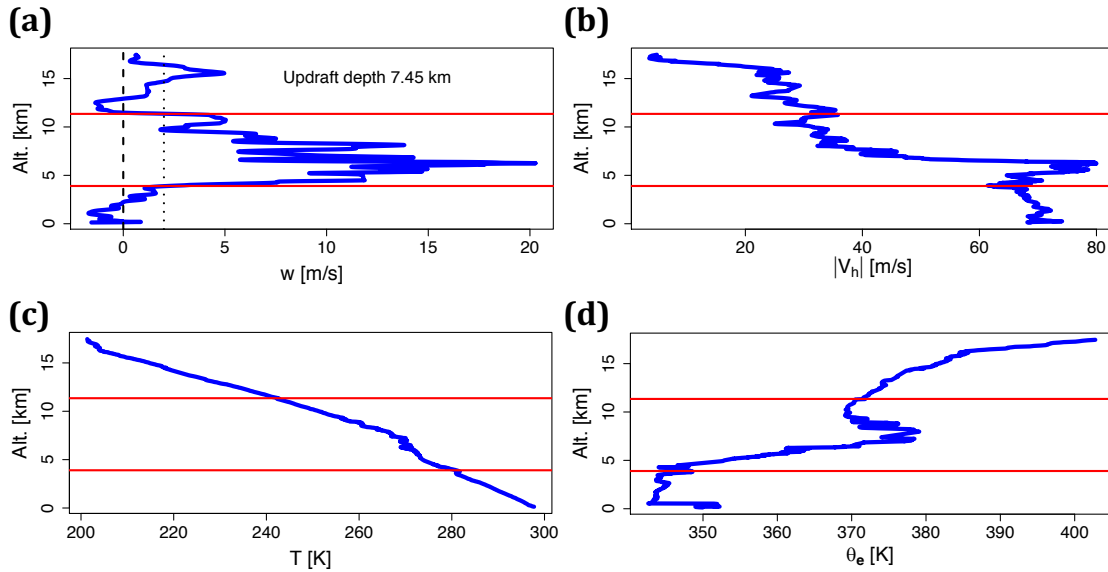 (a)
Updraft depth 7.45 km
Alt. [km]
0 5 10 15
0 5 10 15 20
w [m/s]
(b)
Alt. [km]
0 5 10 15
20 40 60 80
|V_h| [m/s]
(c)
Alt. [km]
0 5 10 15
200 220 240 260 280 300
T [K]
(d)
Alt. [km]
0 5 10 15
350 360 370 380 390 400
θe [K]